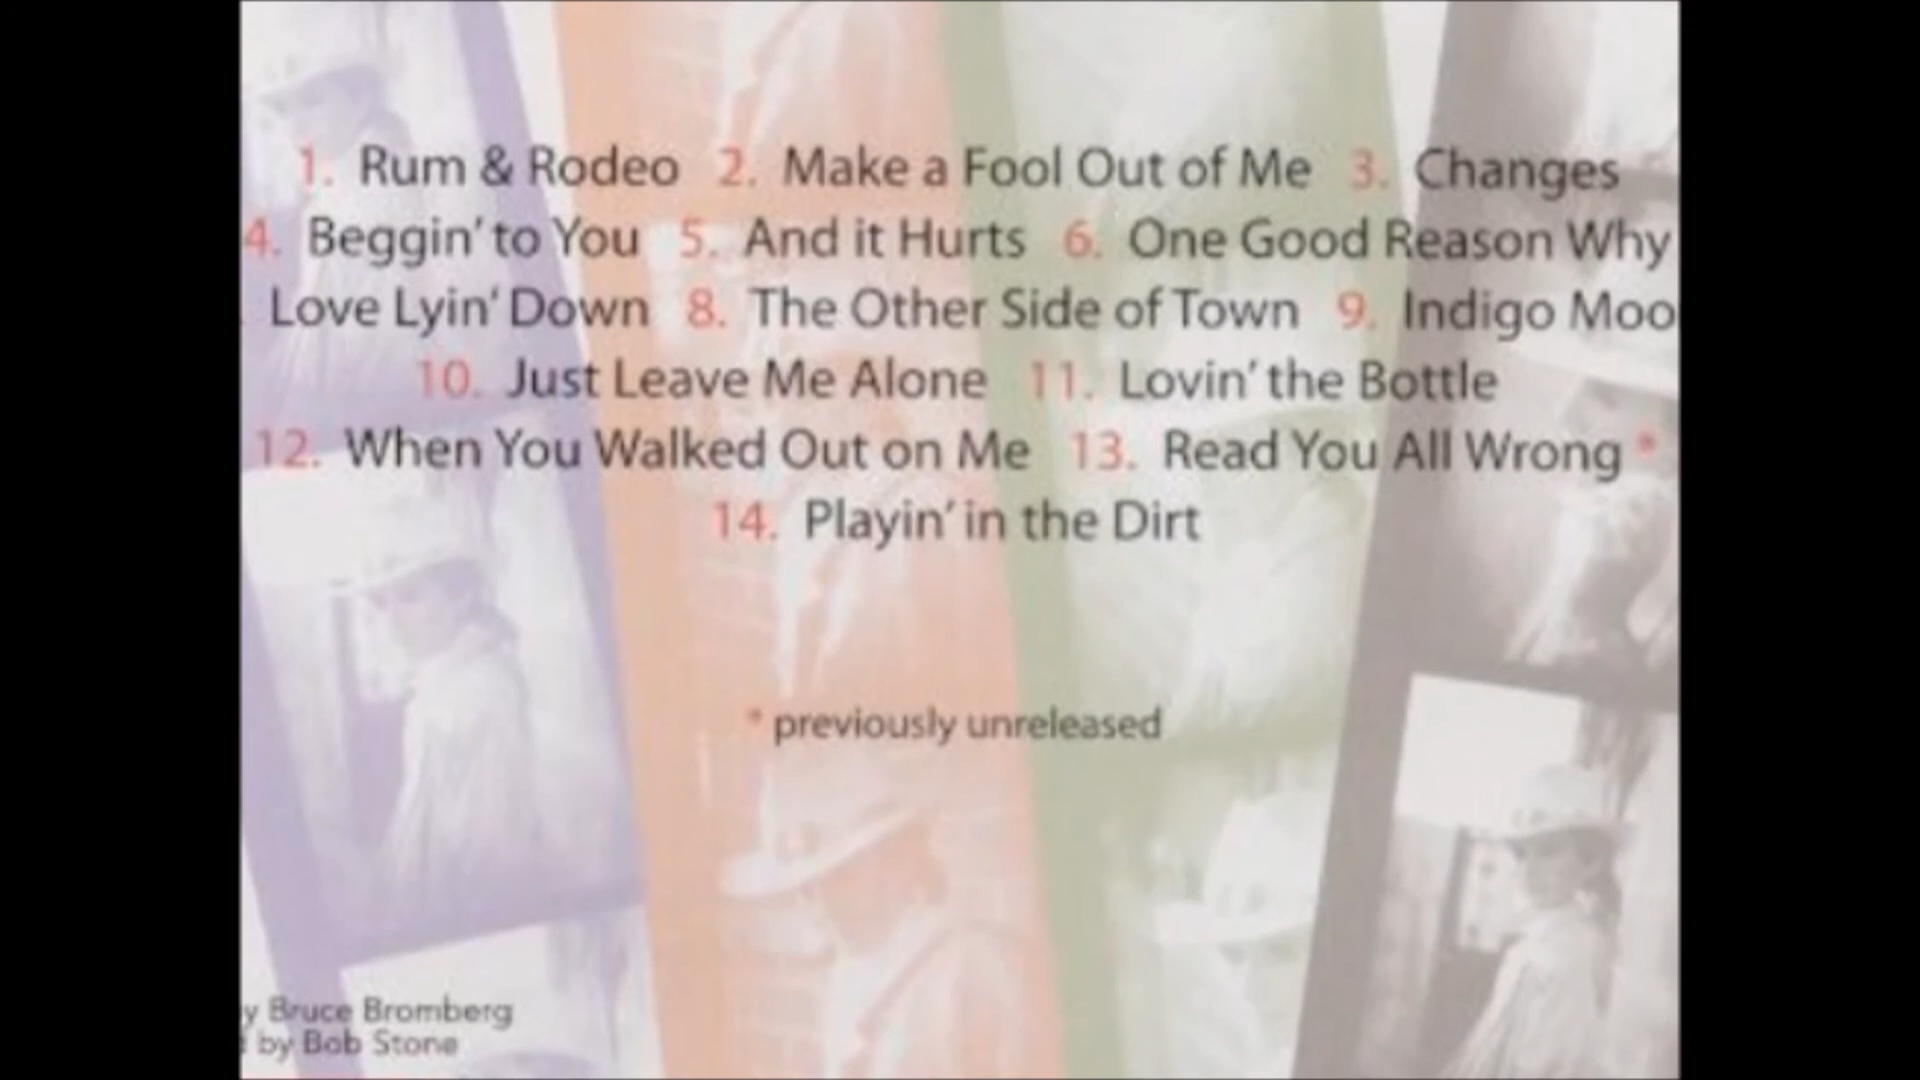 1. Rum & Rodeo 2. Make a Fool Out of Me 3. Changes
4. Beggin' to You 5. And it Hurts 6. One Good Reason Why
Love Lyin' Down 8. The Other Side of Town 9. Indigo Moo
10. Just Leave Me Alone 11. Lovin' the Bottle
12. When You Walked Out on Me 13. Read You All Wrong *
14. Playin' in the Dirt
* previously unreleased
y Bruce Bromberg
by Bob Stone